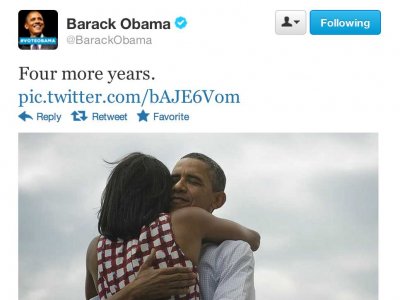 Barack Obama
@BarackObama
Following
#VOTEOBAMA
Four more years.
pic.twitter.com/bAJE6Vom
Reply Retweet Favorite